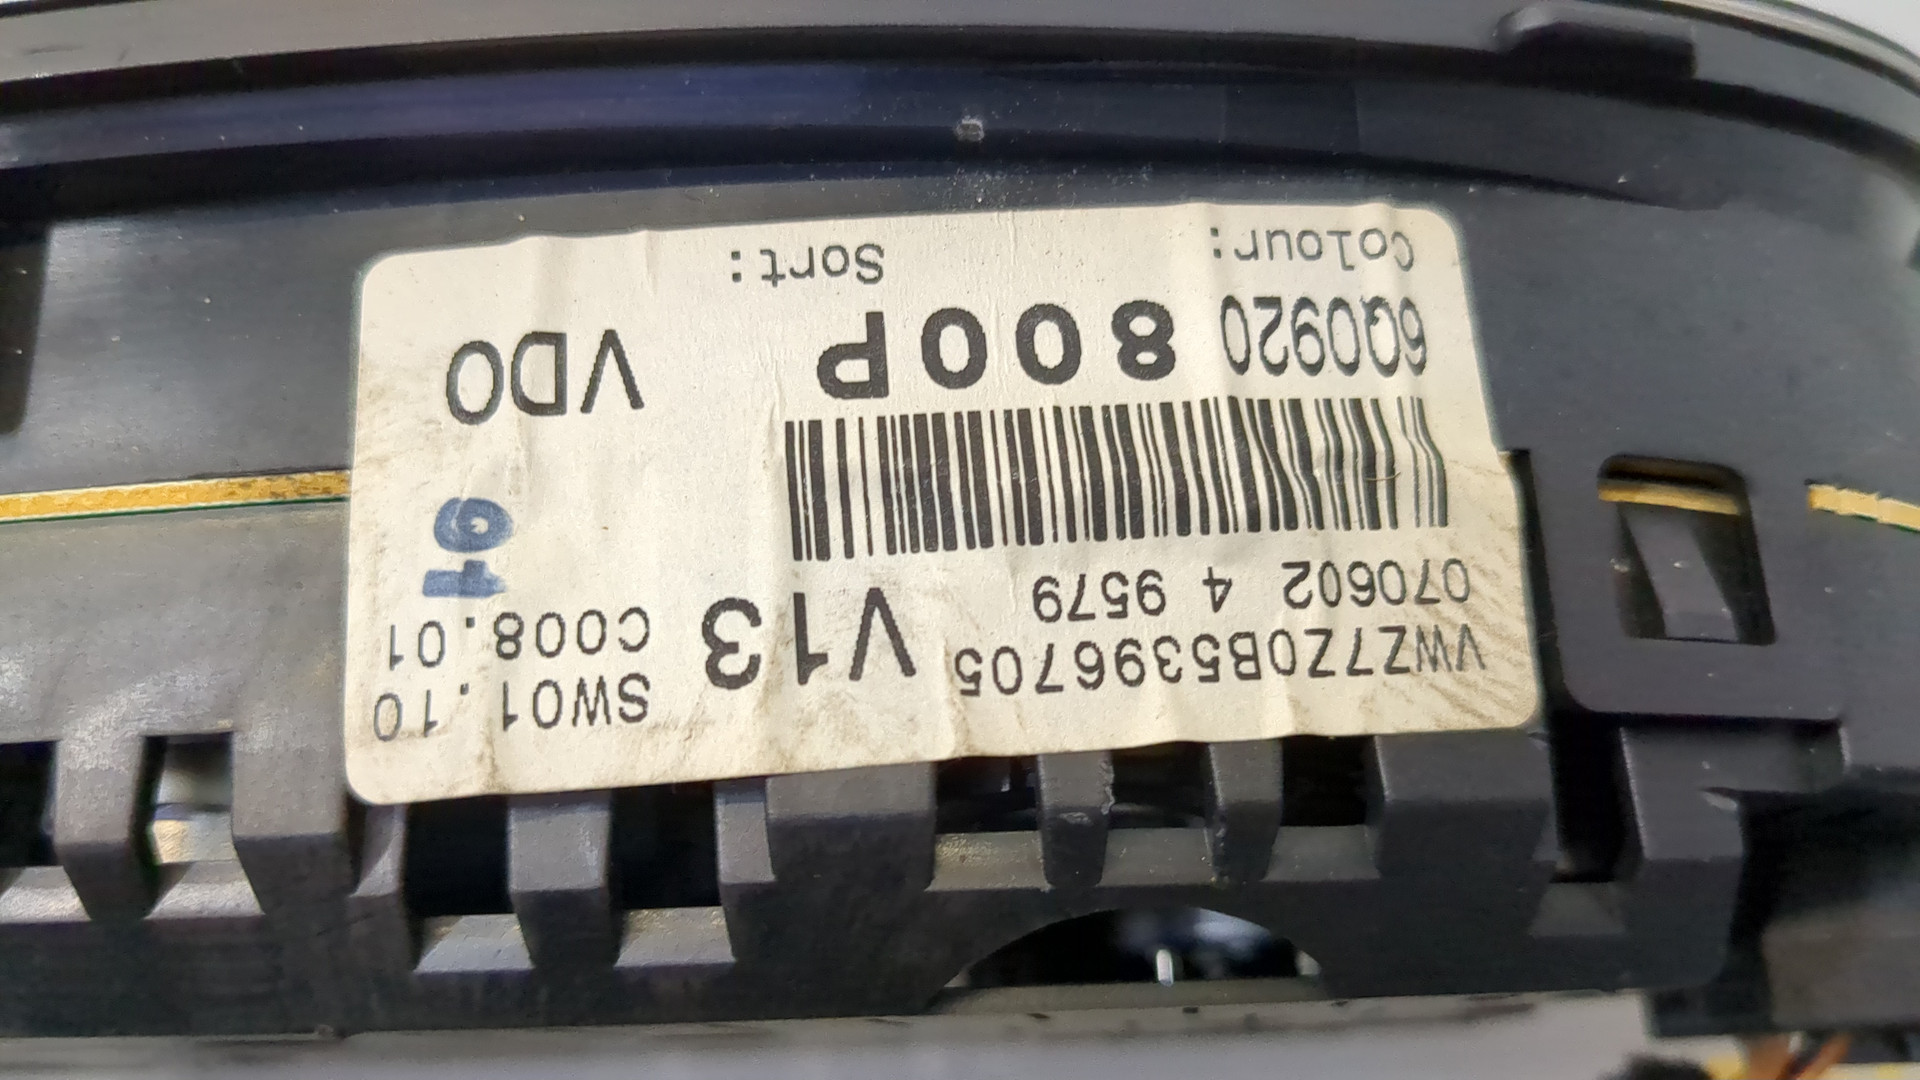 VWZ7Z0B5396705 V13 SW01.10
070602 4 9579 C008.01
6Q0920 800P VDO
Colour: Sort: